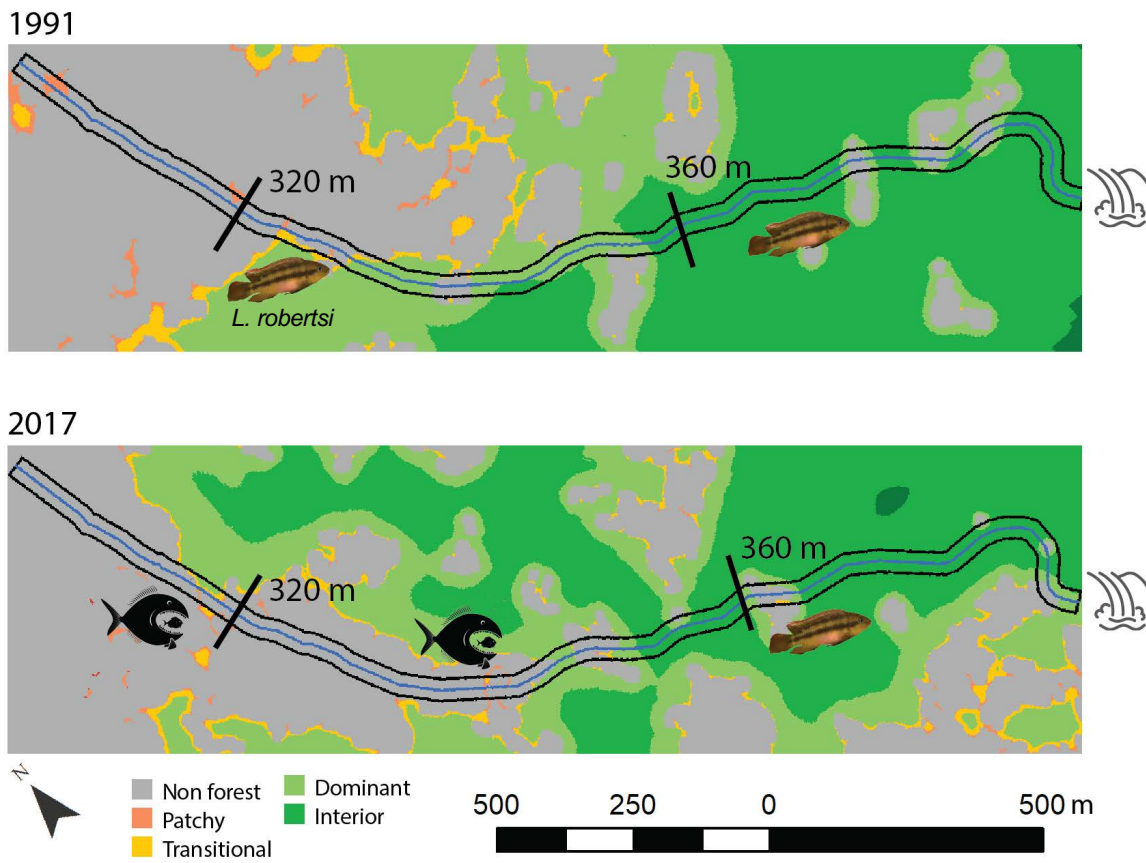 1991
320 m
360 m
L. robertsi
2017
360 m
320 m
N
Non forest
Patchy
Transitional
Dominant
Interior
500 250 0 500 m